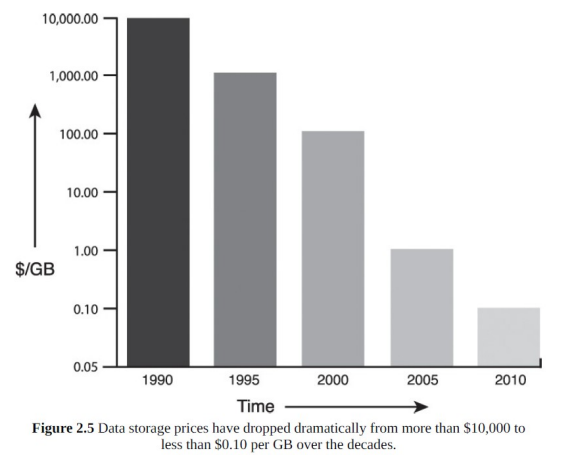 10,000.00
1,000.00
100.00
10.00
1.00
$/GB
0.10
0.05
1990 1995 2000 2005 2010
Time
Figure 2.5 Data storage prices have dropped dramatically from more than $10,000 to
less than $0.10 per GB over the decades.